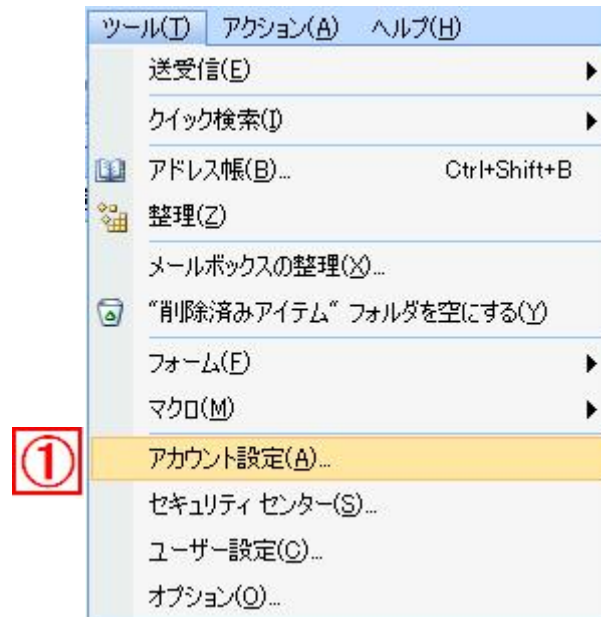 ツール(T) アクション(A) ヘルプ(H)
送受信(E)
クイック検索(I)
アドレス帳(B)... Ctrl+Shift+B
整理(Z)
メールボックスの整理(X)...
"削除済みアイテム" フォルダを空にする(Y)
フォーム(F)
マクロ(M)
① アカウント設定(A)...
セキュリティ センター(S)...
ユーザー設定(C)...
オプション(O)...